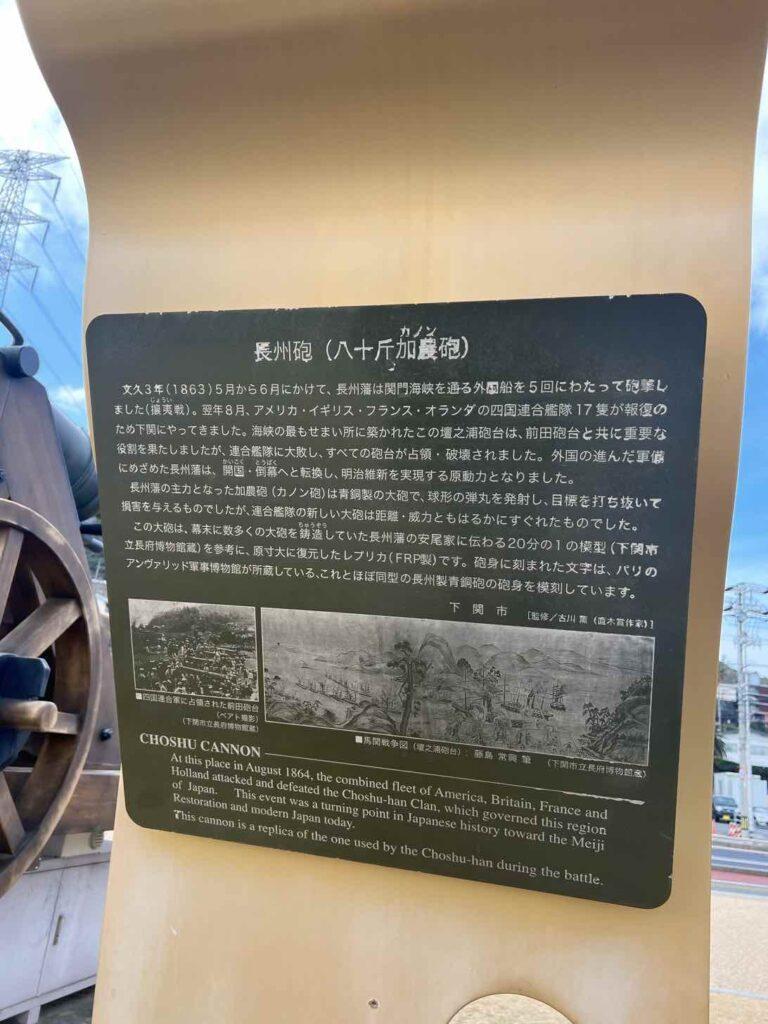 カノン
長州砲（八十斤加農砲）
文久3年(1863)5月から6月にかけて、長州藩は関門海峡を通る外国船を5回にわたって砲撃し
ました(攘夷戦)。翌年8月、アメリカ・イギリス・フランス・オランダの四国連合艦隊17隻が報復の
じょうい
ため下関にやってきました。海峡の最もせまい所に築かれたこの壇之浦砲台は、前田砲台と共に重要な
役割を果たしましたが、連合艦隊に大敗し、すべての砲台が占領・破壊されました。外国の進んだ軍備
かいこく とうばく
にめざめた長州藩は、開国・倒幕へと転換し、明治維新を実現する原動力となりました。
長州藩の主力となった加農砲(カノン砲)は青銅製の大砲で、球形の弾丸を発射し、目標を打ち抜いて
損害を与えるものでしたが、連合艦隊の新しい大砲は距離・威力ともはるかにすぐれたものでした。
ちゅうぞう
この大砲は、幕末に数多くの大砲を鋳造していた長州藩の安尾家に伝わる20分の1の模型(下関市
立長府博物館蔵)を参考に、原寸大に復元したレプリカ(FRP製)です。砲身に刻まれた文字は、パリの
アンヴァリッド軍事博物館が所蔵している、これとほぼ同型の長州製青銅砲の砲身を模刻しています。
下関市 [監修／古川 薫(直木賞作家)]
■四国連合軍に占領された前田砲台
(ベアト撮影)
(下関市立長府博物館蔵)
■馬関戦争図(壇之浦砲台)：藤島 常興 筆 (下関市立長府博物館蔵)
CHOSHU CANNON
At this place in August 1864, the combined fleet of America, Britain, France and
Holland attacked and defeated the Choshu-han Clan, which governed this region
of Japan. This event was a turning point in Japanese history toward the Meiji
Restoration and modern Japan today.
This cannon is a replica of the one used by the Choshu-han during the battle.